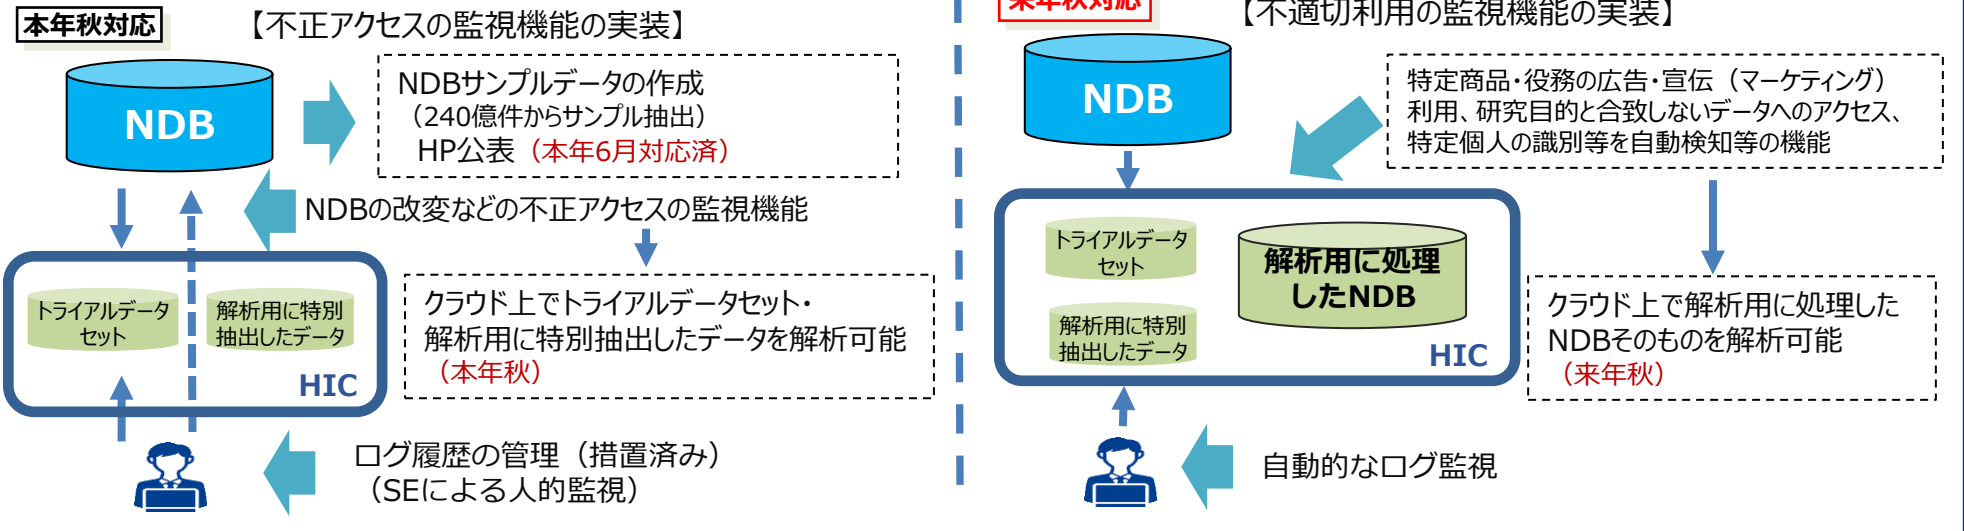 本年秋対応
【不正アクセスの監視機能の実装】
NDB
NDBサンプルデータの作成
（240億件からサンプル抽出）
HP公表（本年6月対応済）
NDBの改変などの不正アクセスの監視機能
トライアルデータ
セット
解析用に特別
抽出したデータ
HIC
クラウド上でトライアルデータセット・
解析用に特別抽出したデータを解析可能
（本年秋）
ログ履歴の管理（措置済み）
（SEによる人的監視）
来年秋対応
【不適切利用の監視機能の実装】
NDB
特定商品・役務の広告・宣伝（マーケティング）
利用、研究目的と合致しないデータへのアクセス、
特定個人の識別等を自動検知等の機能
トライアルデータ
セット
解析用に特別
抽出したデータ
解析用に処理
したNDB
HIC
クラウド上で解析用に処理した
NDBそのものを解析可能
（来年秋）
自動的なログ監視